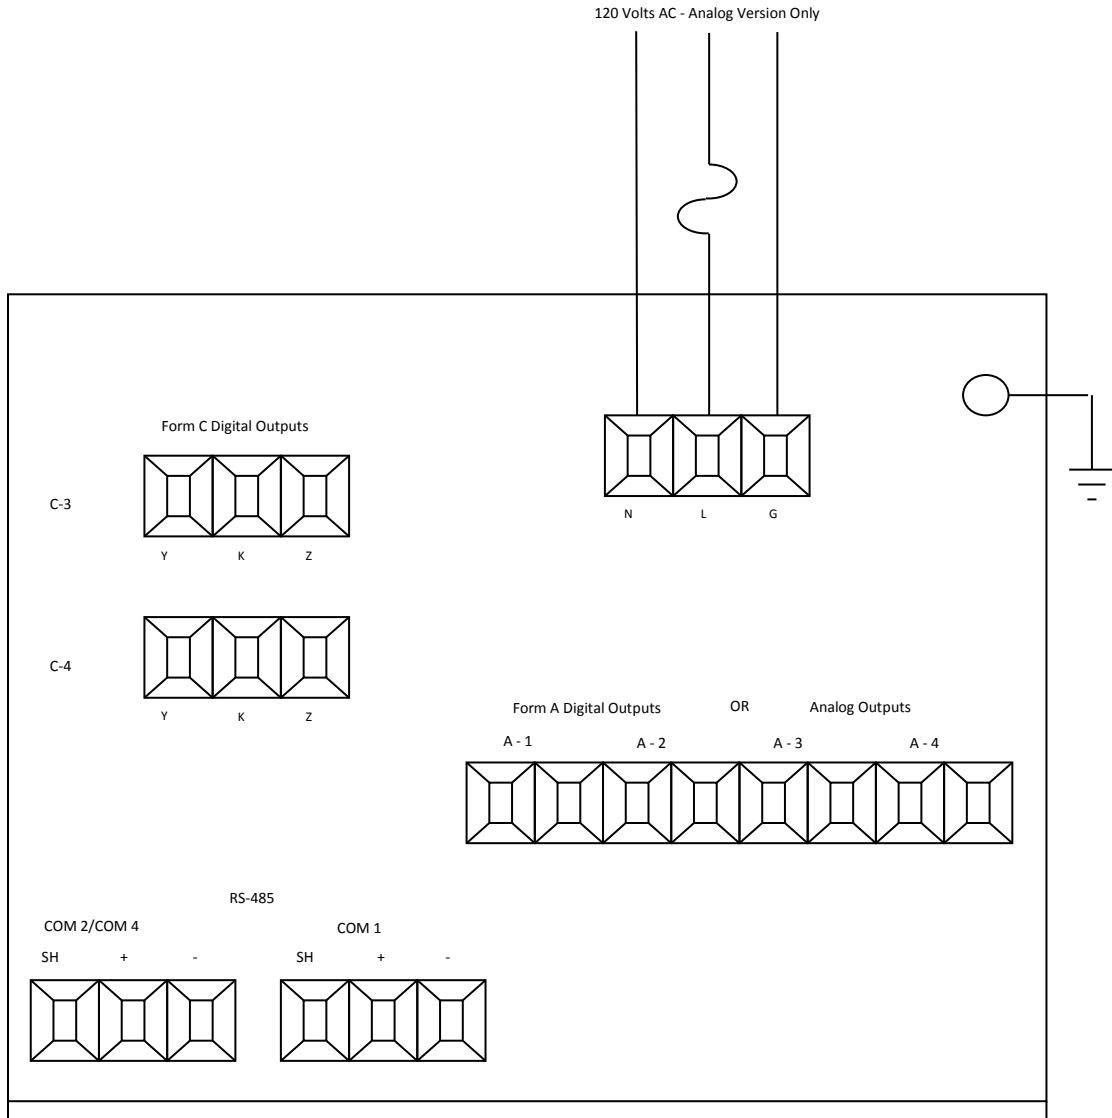 120 Volts AC - Analog Version Only
Form C Digital Outputs
C-3
N L G
Y K Z
C-4
Form A Digital Outputs OR Analog Outputs
Y K Z
A - 1 A - 2 A - 3 A - 4
RS-485
COM 2/COM 4 COM 1
SH + - SH + -